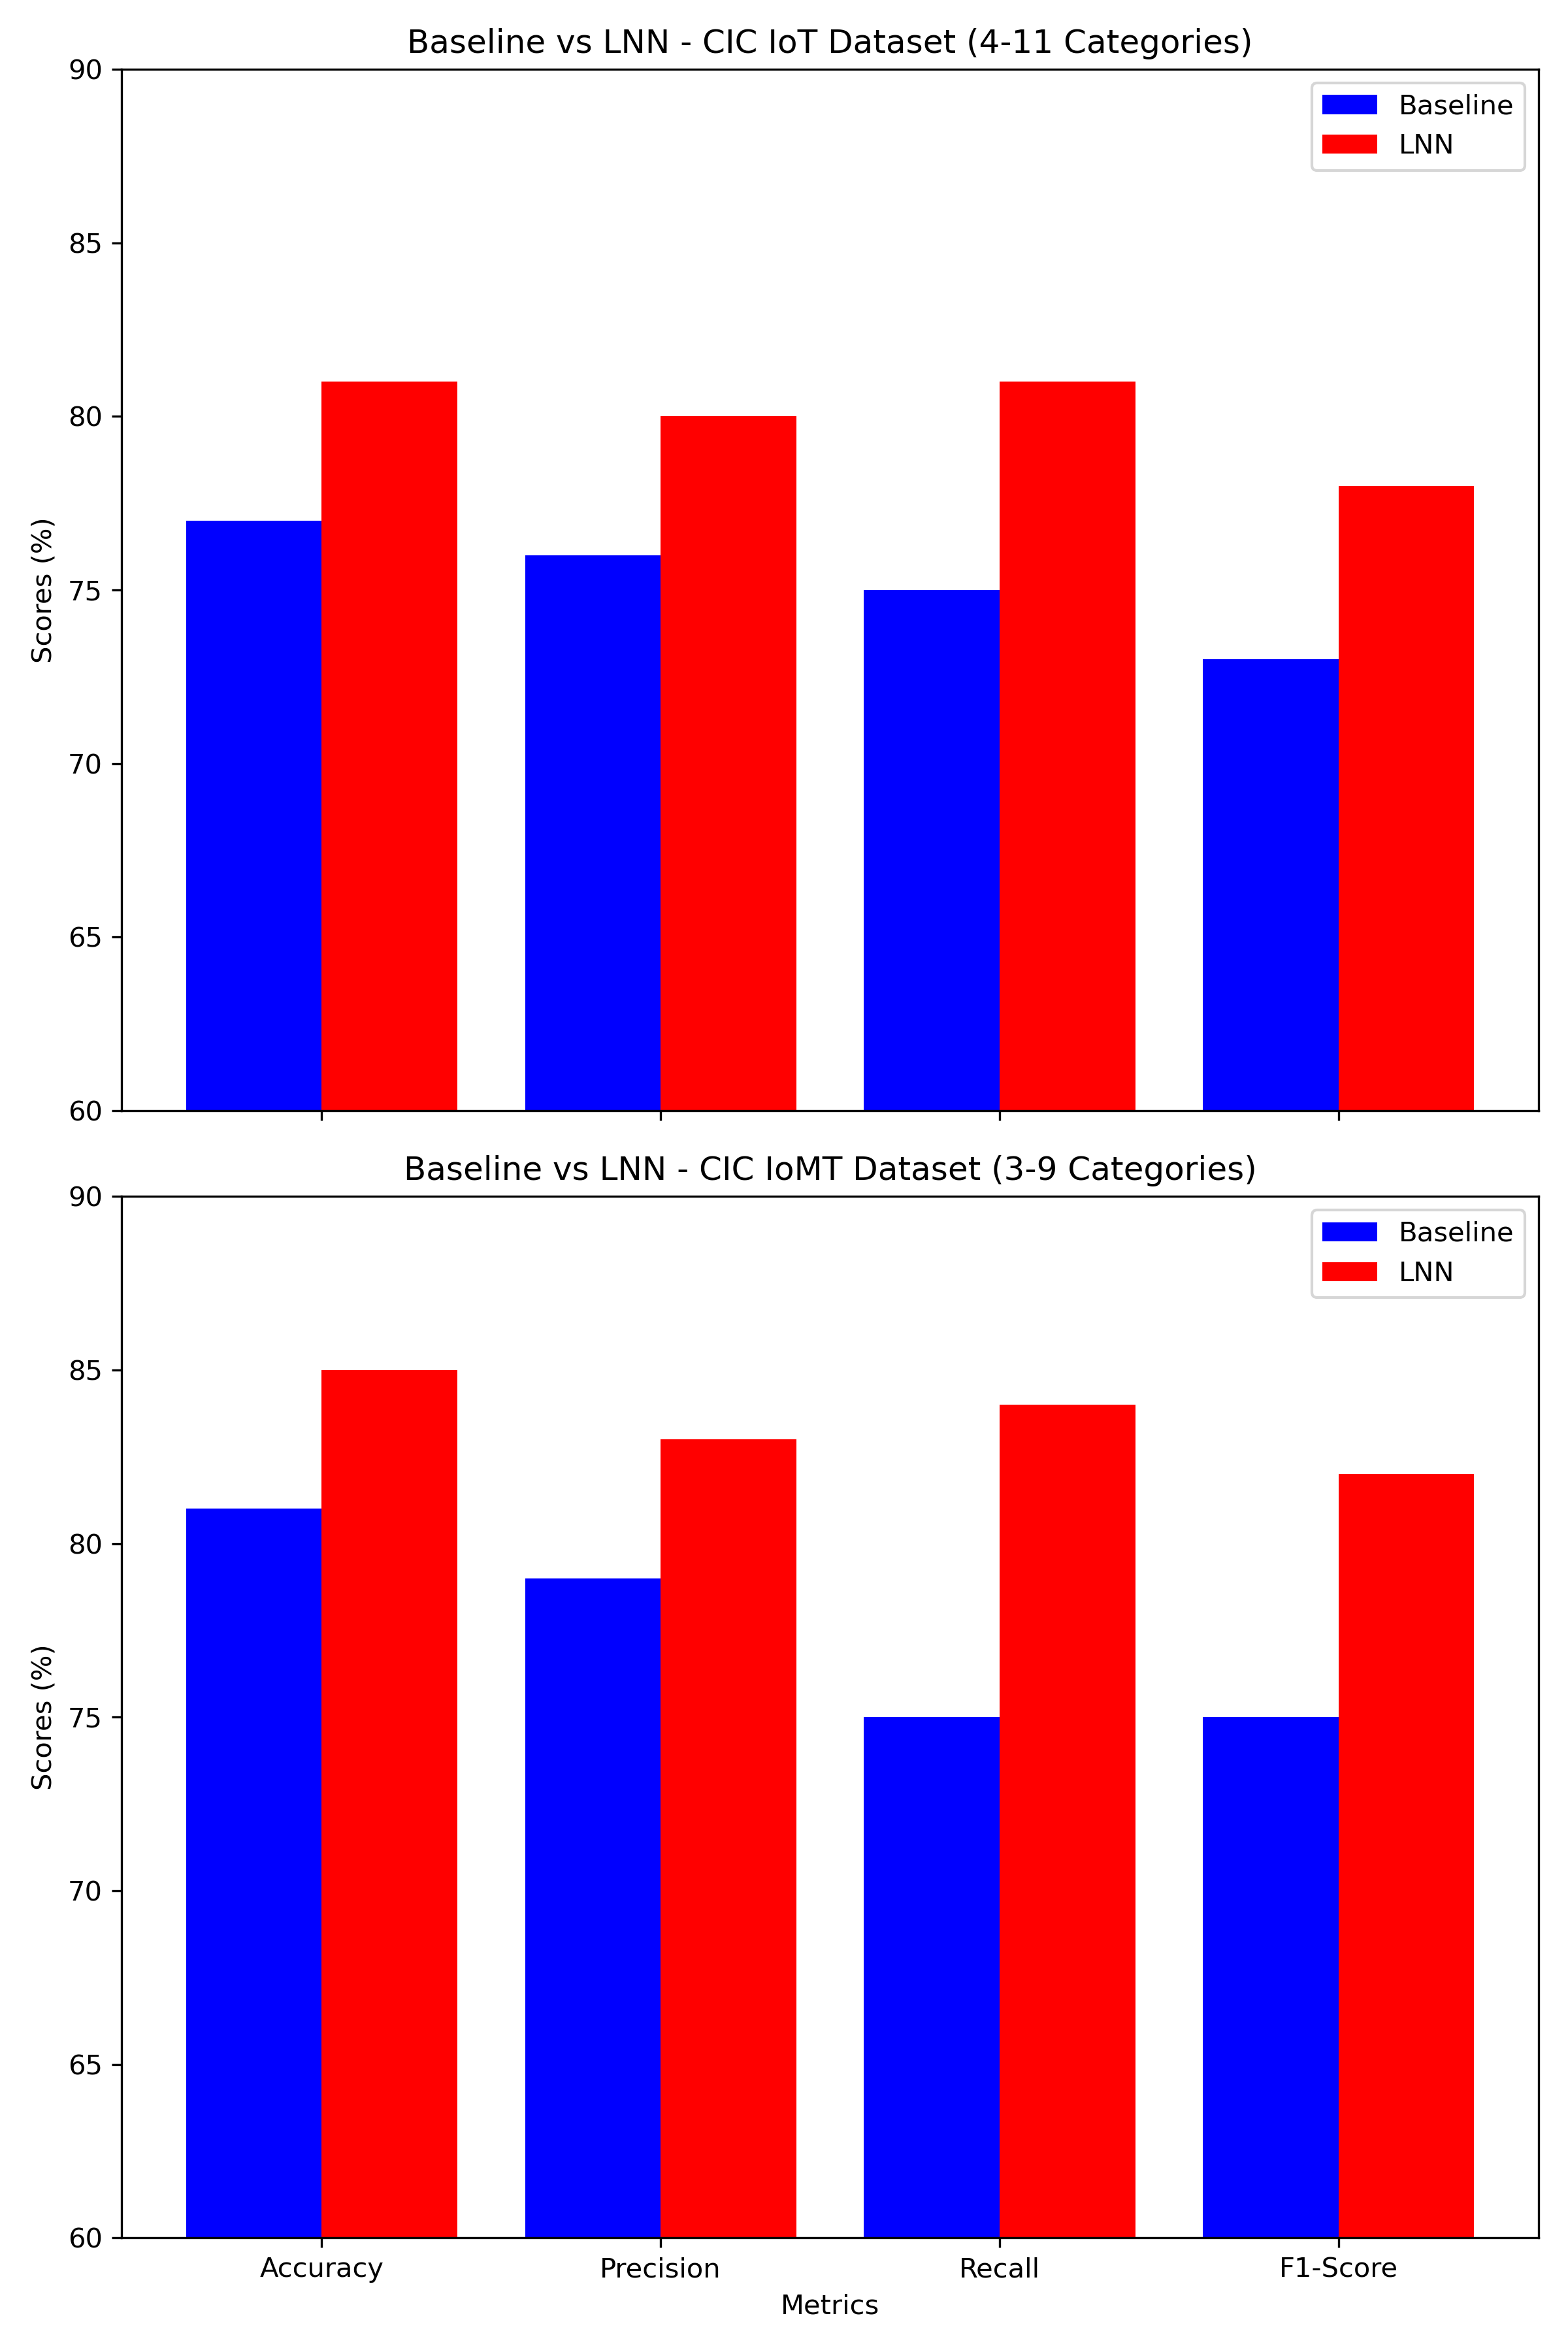 Baseline vs LNN - CIC IoT Dataset (4-11 Categories)
90
85
80
75
70
65
60
Scores (%)
Baseline
LNN
Baseline vs LNN - CIC IoMT Dataset (3-9 Categories)
90
85
80
75
70
65
60
Scores (%)
Baseline
LNN
Accuracy Precision Recall F1-Score
Metrics